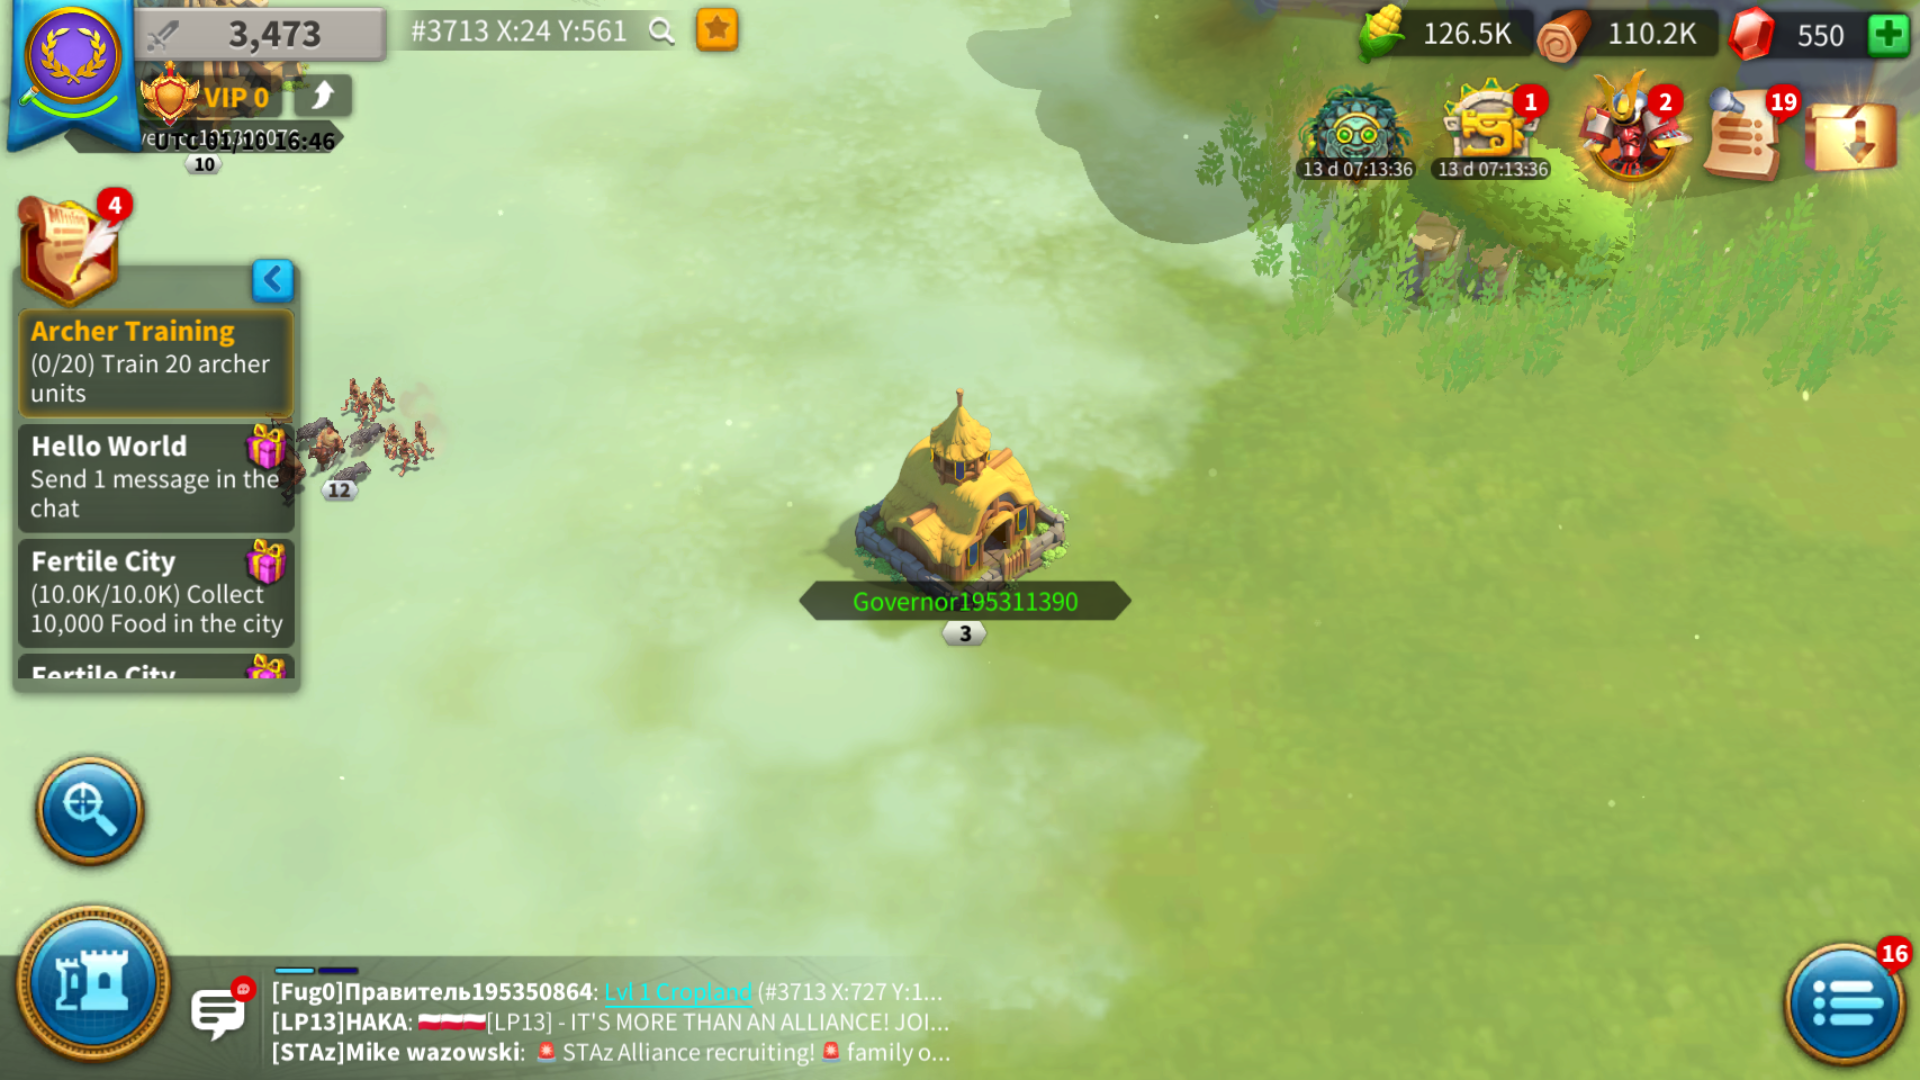 3,473
#3713 X:24 Y:561
126.5K
110.2K
550
VIP 0
UTC 01/10 16:46
10
1
2
19
13 d 07:13:36
13 d 07:13:36
Mission
4
Archer Training
(0/20) Train 20 archer
units
Hello World
Send 1 message in the
chat
Fertile City
(10.0K/10.0K) Collect
10,000 Food in the city
Fertile City
12
Governor195311390
3
16
[Fug0]Правитель195350864: Lvl 1 Cropland (#3713 X:727 Y:1...
[LP13]HAKA: [LP13] - IT'S MORE THAN AN ALLIANCE! JOI...
[STAz]Mike wazowski: 🚨 STAz Alliance recruiting! 🚨 family o...